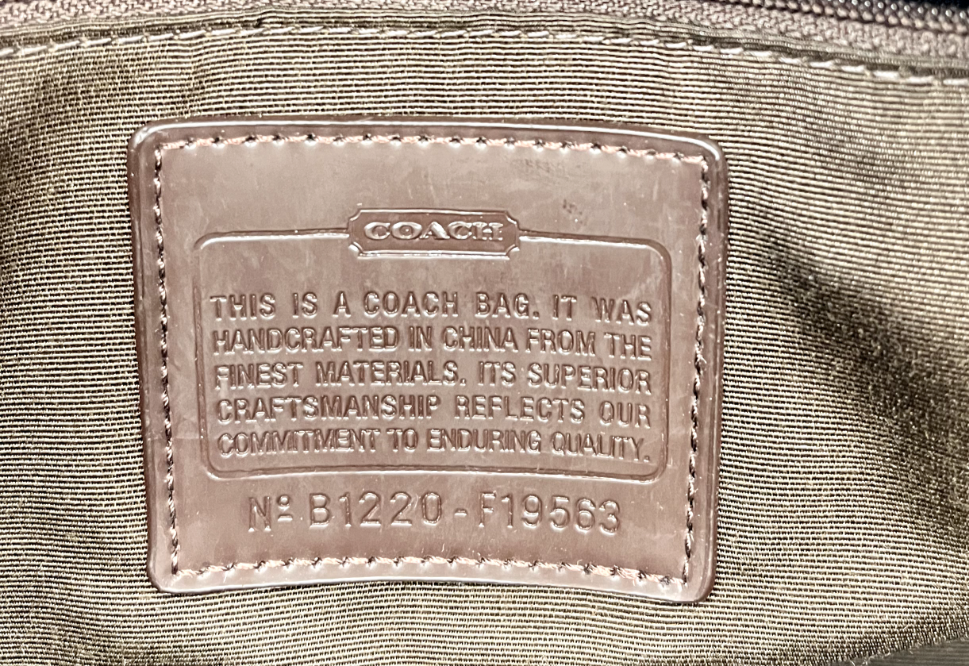 COACH
THIS IS A COACH BAG. IT WAS
HANDCRAFTED IN CHINA FROM THE
FINEST MATERIALS. ITS SUPERIOR
CRAFTSMANSHIP REFLECTS OUR
COMMITMENT TO ENDURING QUALITY.
Nº B1220-F19563